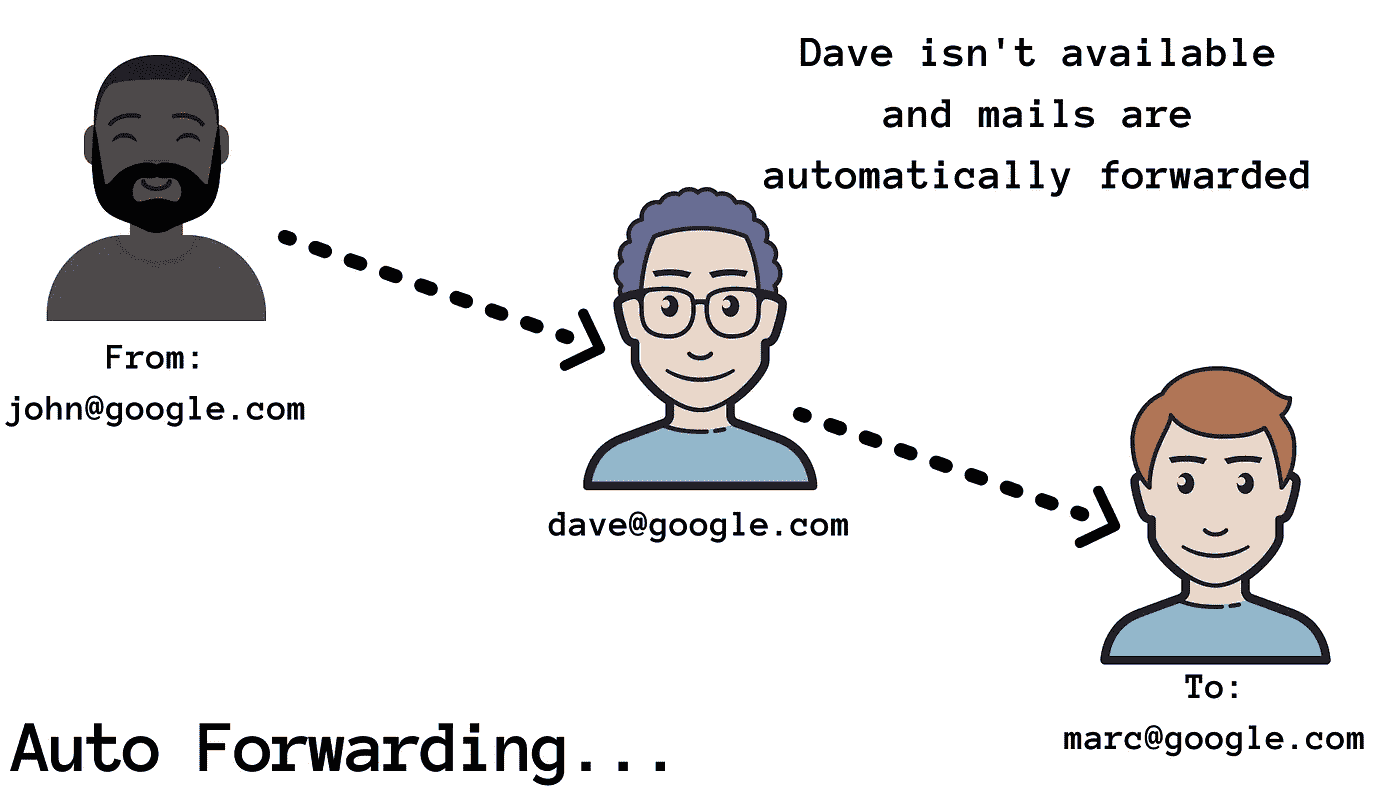 Dave isn't available
and mails are
automatically forwarded
From:
john@google.com
dave@google.com
To:
marc@google.com
Auto Forwarding...